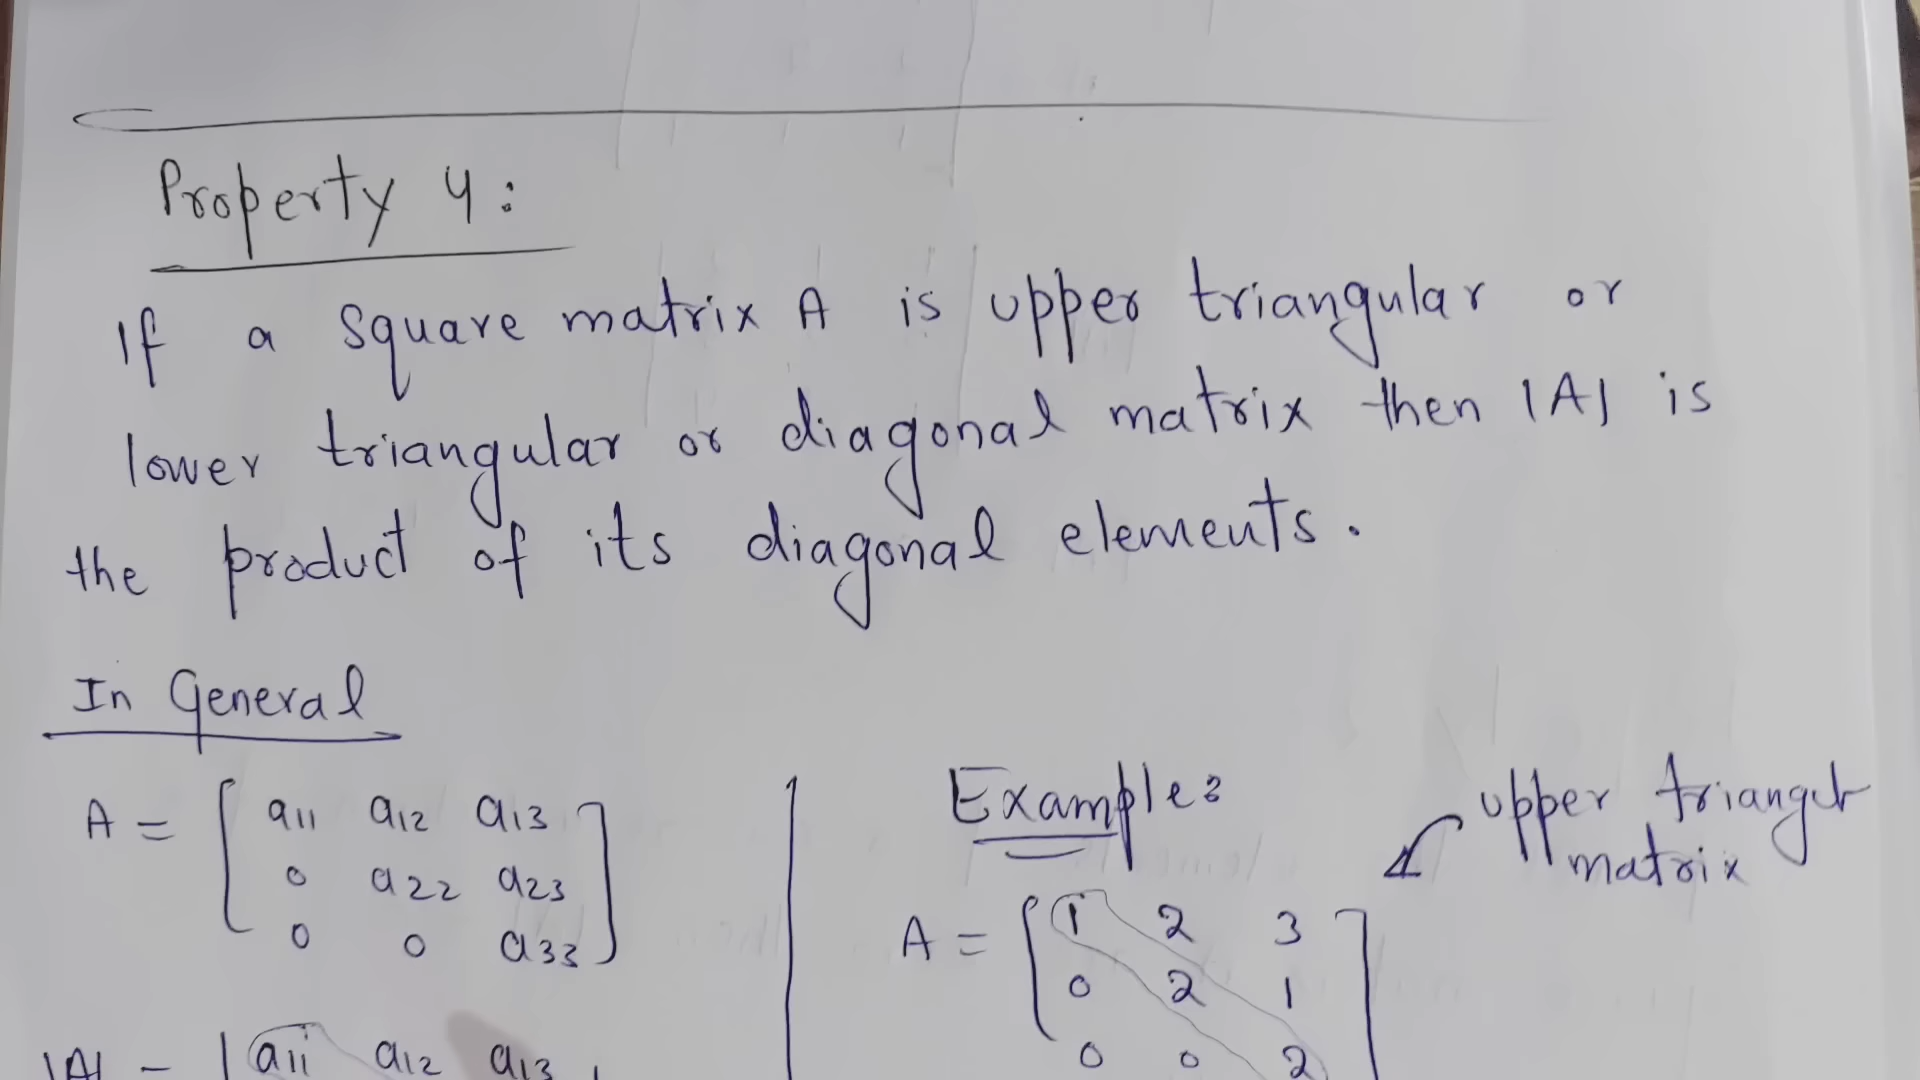 Property 4:
If a square matrix A is upper triangular or
lower triangular or diagonal matrix then |A| is
the product of its diagonal elements.
In General
A = [ a11 a12 a13
0 a22 a23
0 0 a33 ]
|A| = | a11 a12 a13
Example:
upper
matrix
A = [ 1 2 3
0 2 1
0 0 2 ]